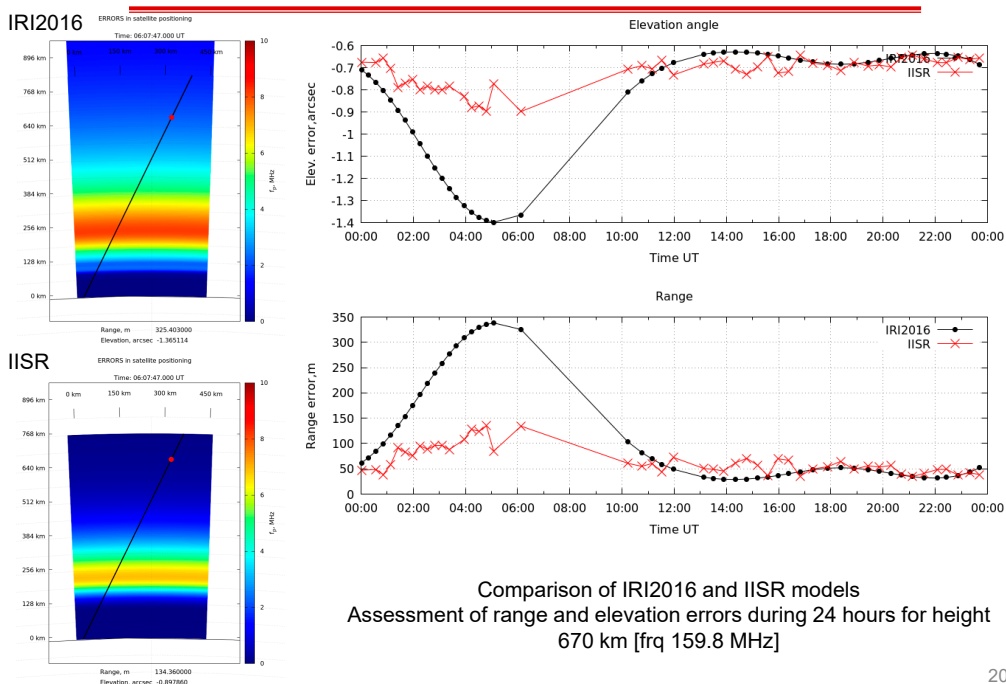 IRI2016
ERRORS in satellite positioning
Time: 06:07:47.000 UT
0 км 150 km 300 km 450 km
896 km
768 km
640 km
512 km
384 km
256 km
128 km
0 km
10
8
6
4
2
0
fp, MHz
Range, m 325.403000
Elevation, arcsec -1.365114
IISR
ERRORS in satellite positioning
Time: 06:07:47.000 UT
0 km 150 km 300 km 450 km
896 km
768 km
640 km
512 km
384 km
256 km
128 km
0 km
10
8
6
4
2
0
fp, MHz
Range, m 134.360000
Elevation, arcsec -0.897860
Elevation angle
IRI2016
IISR
Elev. error,arcsec
-0.6
-0.7
-0.8
-0.9
-1
-1.1
-1.2
-1.3
-1.4
00:00 02:00 04:00 06:00 08:00 10:00 12:00 14:00 16:00 18:00 20:00 22:00 00:00
Time UT
Range
IRI2016
IISR
Range error,m
350
300
250
200
150
100
50
0
00:00 02:00 04:00 06:00 08:00 10:00 12:00 14:00 16:00 18:00 20:00 22:00 00:00
Time UT
Comparison of IRI2016 and IISR models
Assessment of range and elevation errors during 24 hours for height
670 km [frq 159.8 MHz]
20